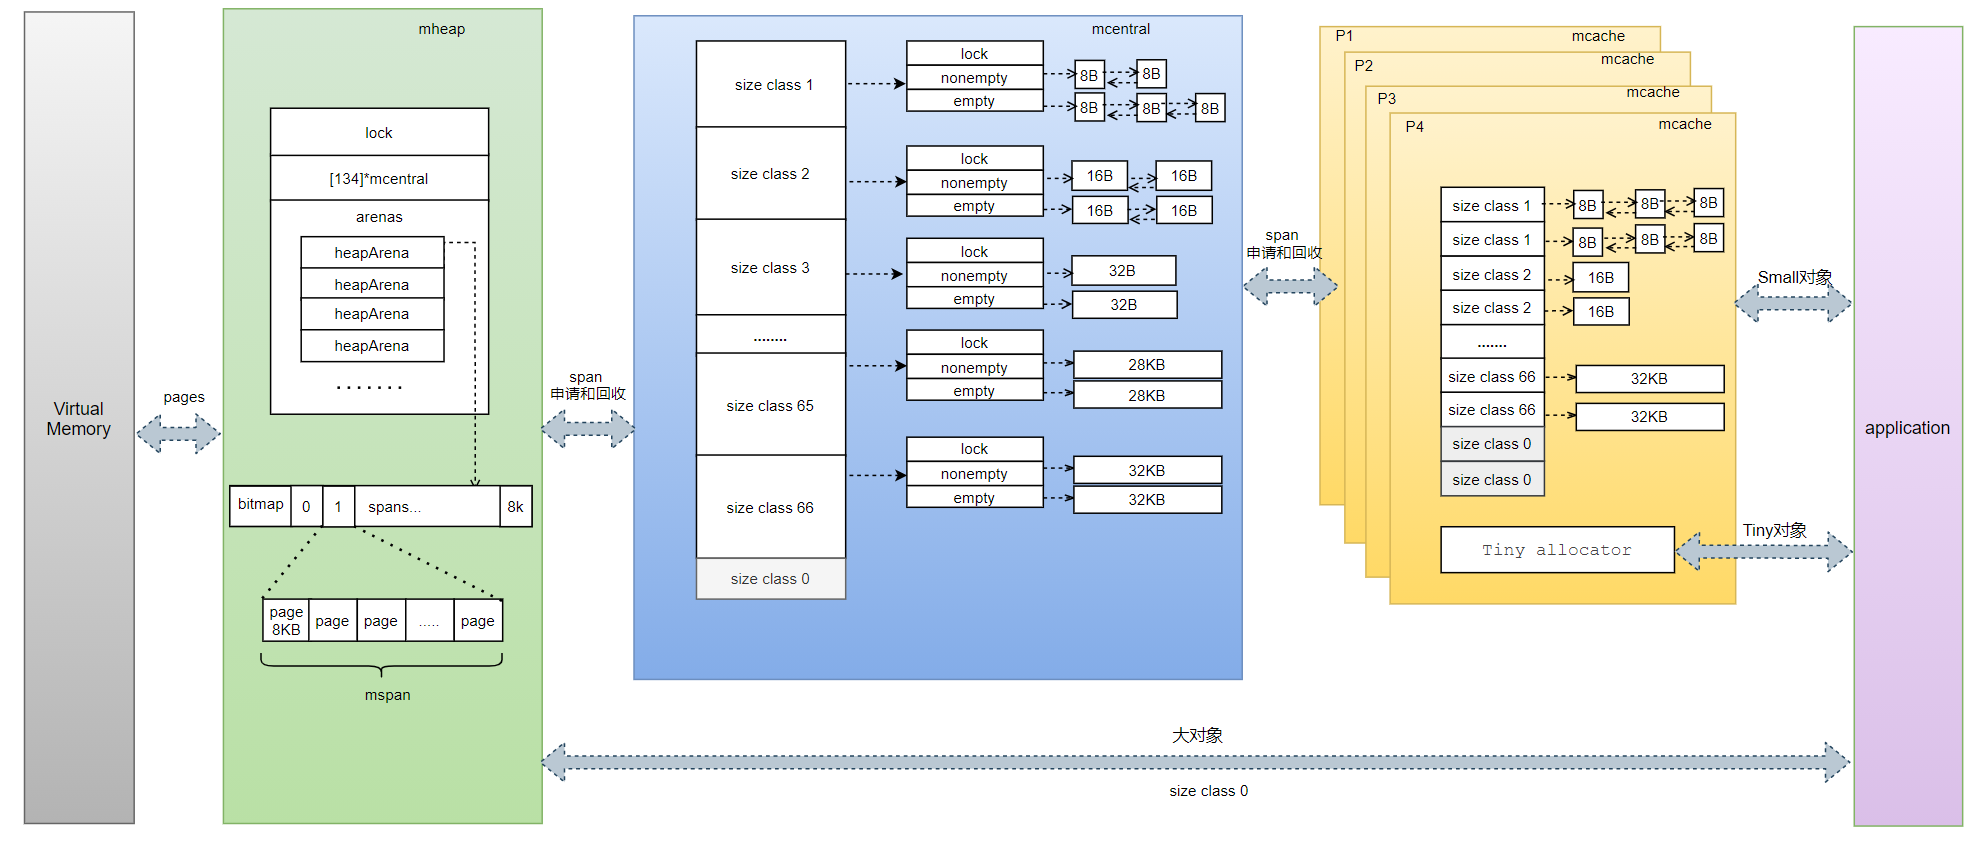 Virtual
Memory
pages
mheap
lock
[134]*mcentral
arenas
heapArena
heapArena
heapArena
heapArena
.......
bitmap
0
1
spans...
8k
page
8KB
page
page
.....
page
mspan
span
申请和回收
mcentral
size class 1
lock
nonempty
empty
8B
8B
8B
8B
8B
size class 2
lock
nonempty
empty
16B
16B
16B
16B
size class 3
lock
nonempty
empty
32B
32B
........
size class 65
lock
nonempty
empty
28KB
28KB
size class 66
lock
nonempty
empty
32KB
32KB
size class 0
span
申请和回收
P1
mcache
P2
mcache
P3
mcache
P4
mcache
size class 1
8B
8B
8B
size class 1
8B
8B
8B
size class 2
16B
size class 2
16B
.......
size class 66
32KB
size class 66
32KB
size class 0
size class 0
Tiny allocator
Small对象
Tiny对象
大对象
size class 0
application